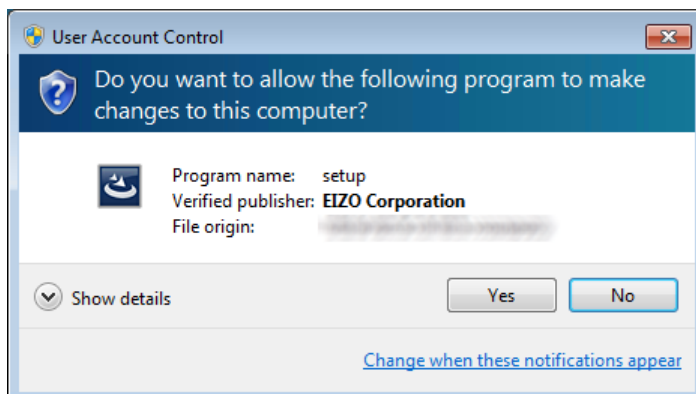 User Account Control
Do you want to allow the following program to make
changes to this computer?
Program name: setup
Verified publisher: EIZO Corporation
File origin:
Show details
Yes
No
Change when these notifications appear